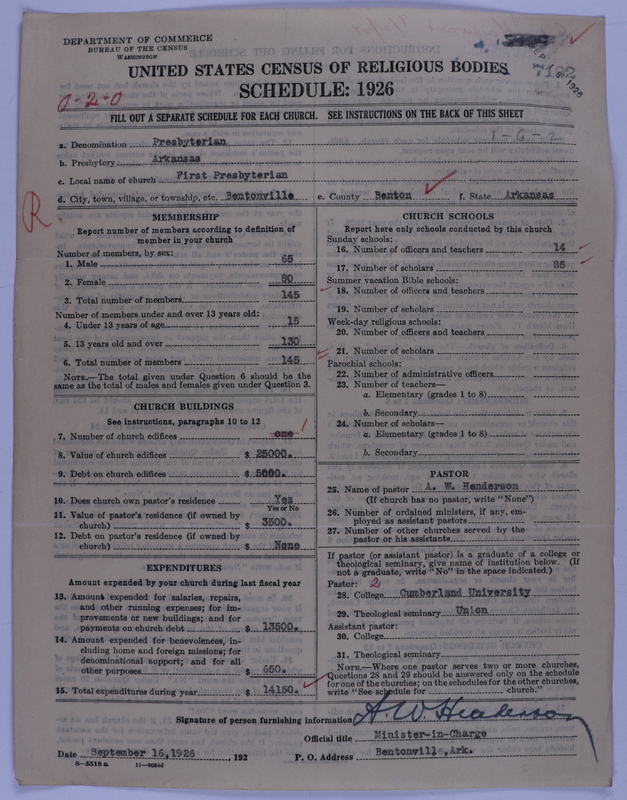 DEPARTMENT OF COMMERCE
BUREAU OF THE CENSUS
WASHINGTON
7192
1926
UNITED STATES CENSUS OF RELIGIOUS BODIES
SCHEDULE: 1926
0-2-0
FILL OUT A SEPARATE SCHEDULE FOR EACH CHURCH. SEE INSTRUCTIONS ON THE BACK OF THIS SHEET
1-6-2
a. Denomination Presbyterian
b. Presbytery Arkansas
c. Local name of church First Presbyterian
d. City, town, village, or township, etc. Bentonville e. County Benton f. State Arkansas
R
MEMBERSHIP
Report number of members according to definition of
member in your church
Number of members, by sex:
1. Male 65
2. Female 80
3. Total number of members 145
Number of members under and over 13 years old:
4. Under 13 years of age 15
5. 13 years old and over 130
6. Total number of members 145
NOTE.—The total given under Question 6 should be the
same as the total of males and females given under Question 3.
CHURCH BUILDINGS
See instructions, paragraphs 10 to 12
7. Number of church edifices one 1
8. Value of church edifices $ 25000.
9. Debt on church edifices $ 5000.
10. Does church own pastor's residence Yes
Yes or No
11. Value of pastor's residence (if owned by
church) $ 3500.
12. Debt on pastor's residence (if owned by
church) $ None
EXPENDITURES
Amount expended by your church during last fiscal year
13. Amount expended for salaries, repairs,
and other running expenses; for im-
provements or new buildings; and for
payments on church debt $ 13500.
14. Amount expended for benevolences, in-
cluding home and foreign missions; for
denominational support; and for all
other purposes $ 650.
15. Total expenditures during year $ 14150.
CHURCH SCHOOLS
Report here only schools conducted by this church
Sunday schools:
16. Number of officers and teachers 14
17. Number of scholars 85
Summer vacation Bible schools:
18. Number of officers and teachers
19. Number of scholars
Week-day religious schools:
20. Number of officers and teachers
21. Number of scholars
Parochial schools:
22. Number of administrative officers
23. Number of teachers—
a. Elementary (grades 1 to 8)
b. Secondary
24. Number of scholars—
a. Elementary (grades 1 to 8)
b. Secondary
PASTOR
25. Name of pastor A. W. Henderson
(If church has no pastor, write "None")
26. Number of ordained ministers, if any, em-
ployed as assistant pastors
27. Number of other churches served by the
pastor or his assistants
If pastor (or assistant pastor) is a graduate of a college or
theological seminary, give name of institution below. (If
not a graduate, write "No" in the space indicated.)
Pastor: 2
28. College Cumberland University
29. Theological seminary Union
Assistant pastor:
30. College
31. Theological seminary
NOTE.—Where one pastor serves two or more churches,
Questions 28 and 29 should be answered only on the schedule
for one of the churches; on the schedules for the other churches,
write "See schedule for church."
Signature of person furnishing information A. W. Henderson
Official title Minister-in-Charge
Date September 16,1926 , 192 P. O. Address Bentonville,Ark.
8-5518 a